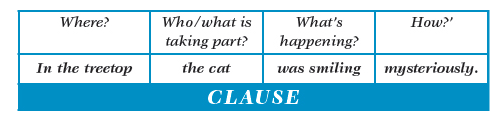 Where? Who/what is taking part? What's happening? How?'
In the treetop the cat was smiling mysteriously.
CLAUSE